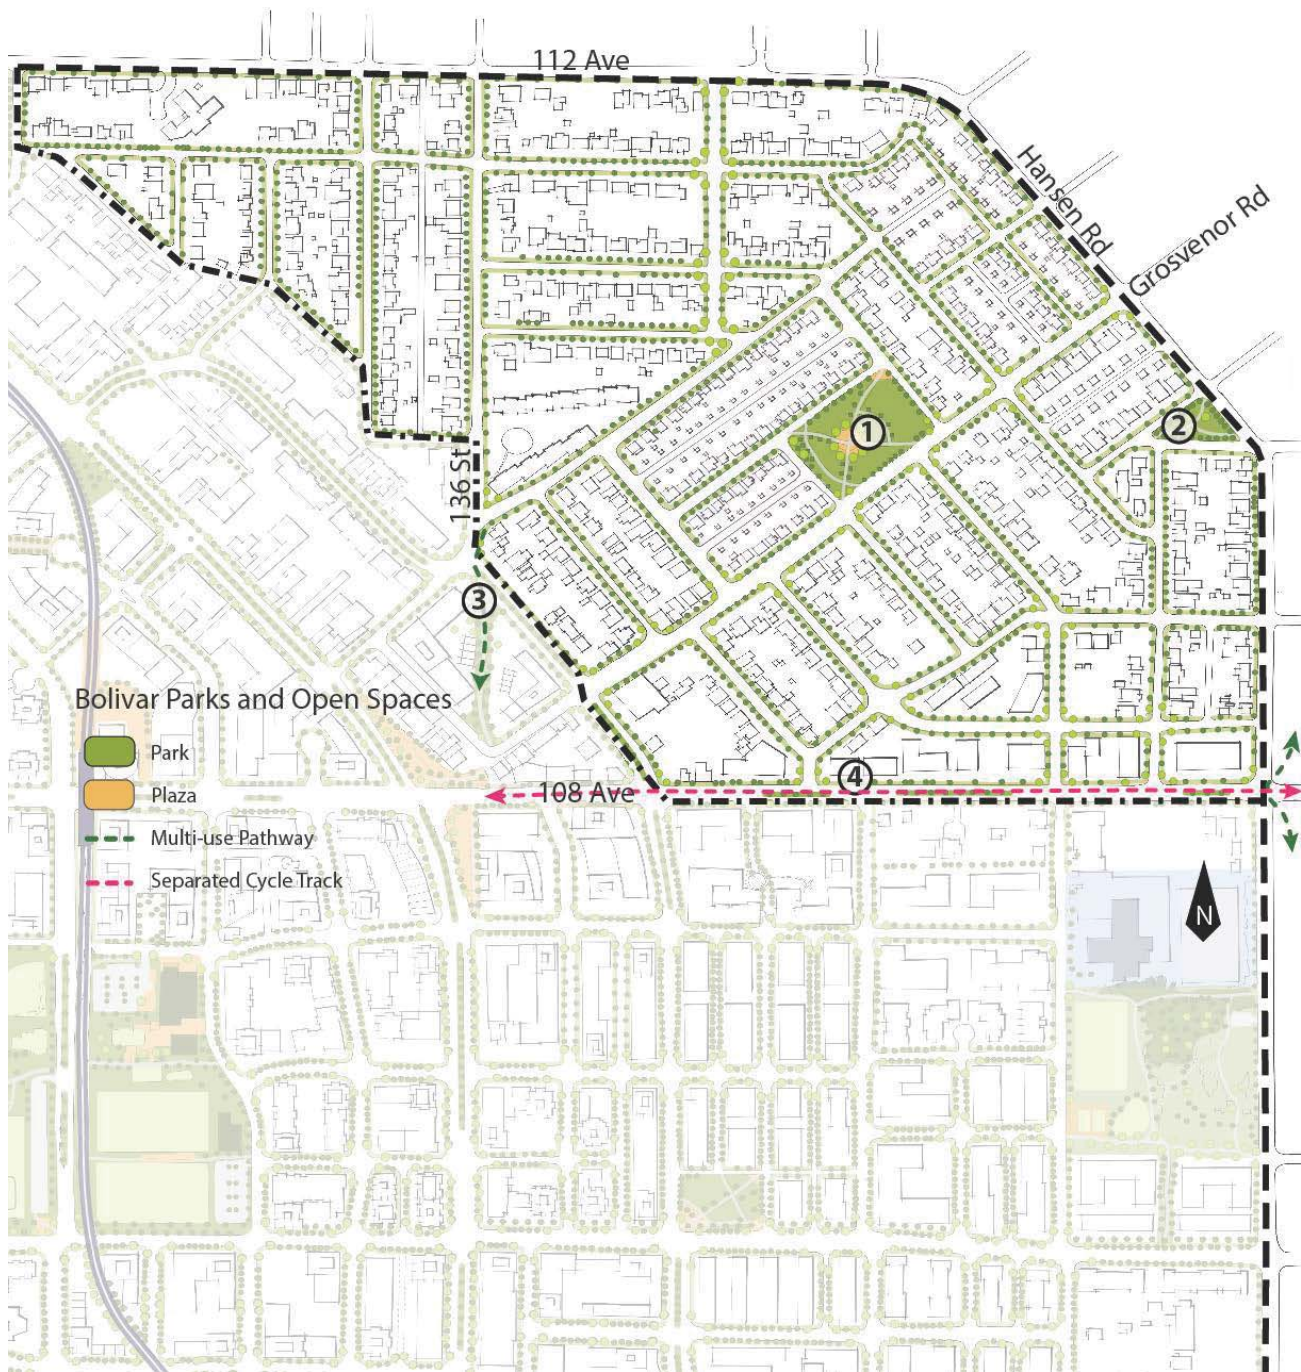 112 Ave
Hansen Rd
Grosvenor Rd
1
2
136 St
3
Bolivar Parks and Open Spaces
Park
Plaza
4
108 Ave
Multi-use Pathway
Separated Cycle Track
N